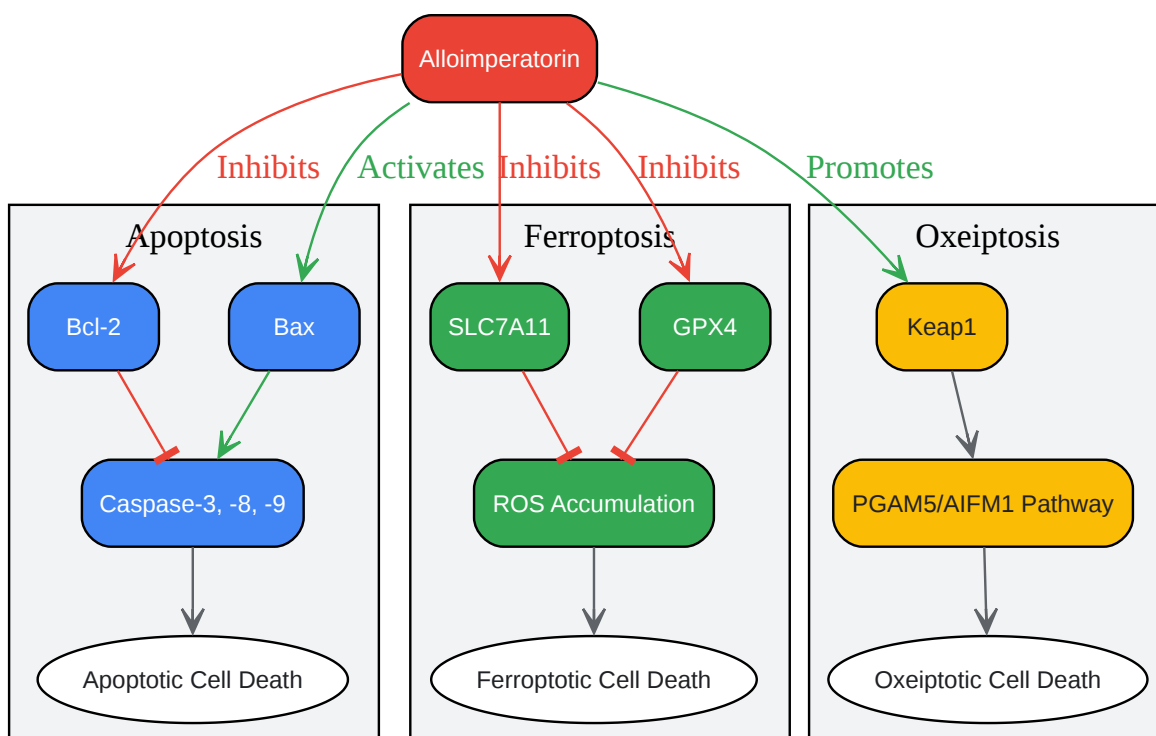 Alloimperatorin
Inhibits
Activates
Inhibits
Inhibits
Promotes
Apoptosis
Ferroptosis
Oxeiptosis
Bcl-2
Bax
SLC7A11
GPX4
Keap1
Caspase-3, -8, -9
ROS Accumulation
PGAM5/AIFM1 Pathway
Apoptotic Cell Death
Ferroptotic Cell Death
Oxeiptotic Cell Death